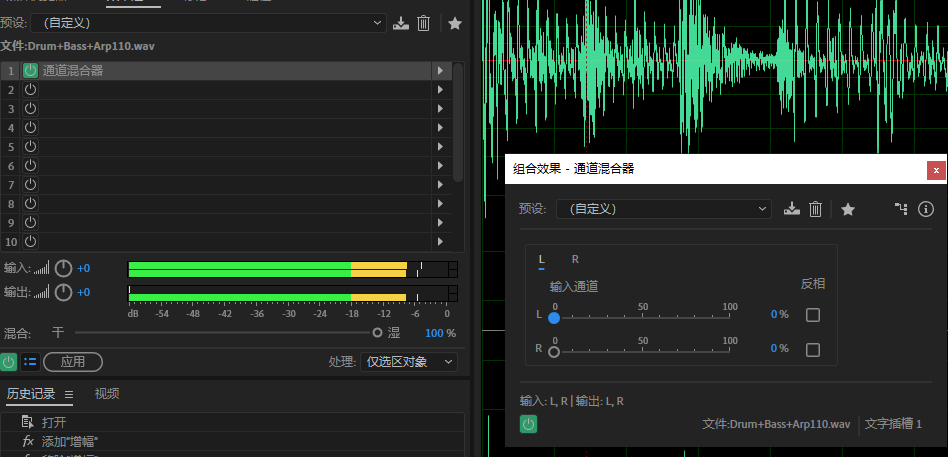 预设: (自定义)
文件:Drum+Bass+Arp110.wav
1 通道混合器
2
3
4
5
6
7
8
9
10
输入: +0
输出: +0
dB -54 -48 -42 -36 -30 -24 -18 -12 -6 0
混合: 干 湿 100 %
应用 处理: 仅选区对象
历史记录 视频
打开
fx 添加"增幅"
组合效果 - 通道混合器 x
预设: (自定义)
L R
输入通道 反相
0 50 100
L 0 %
0 50 100
R 0 %
输入: L, R | 输出: L, R
文件:Drum+Bass+Arp110.wav 文字插槽 1